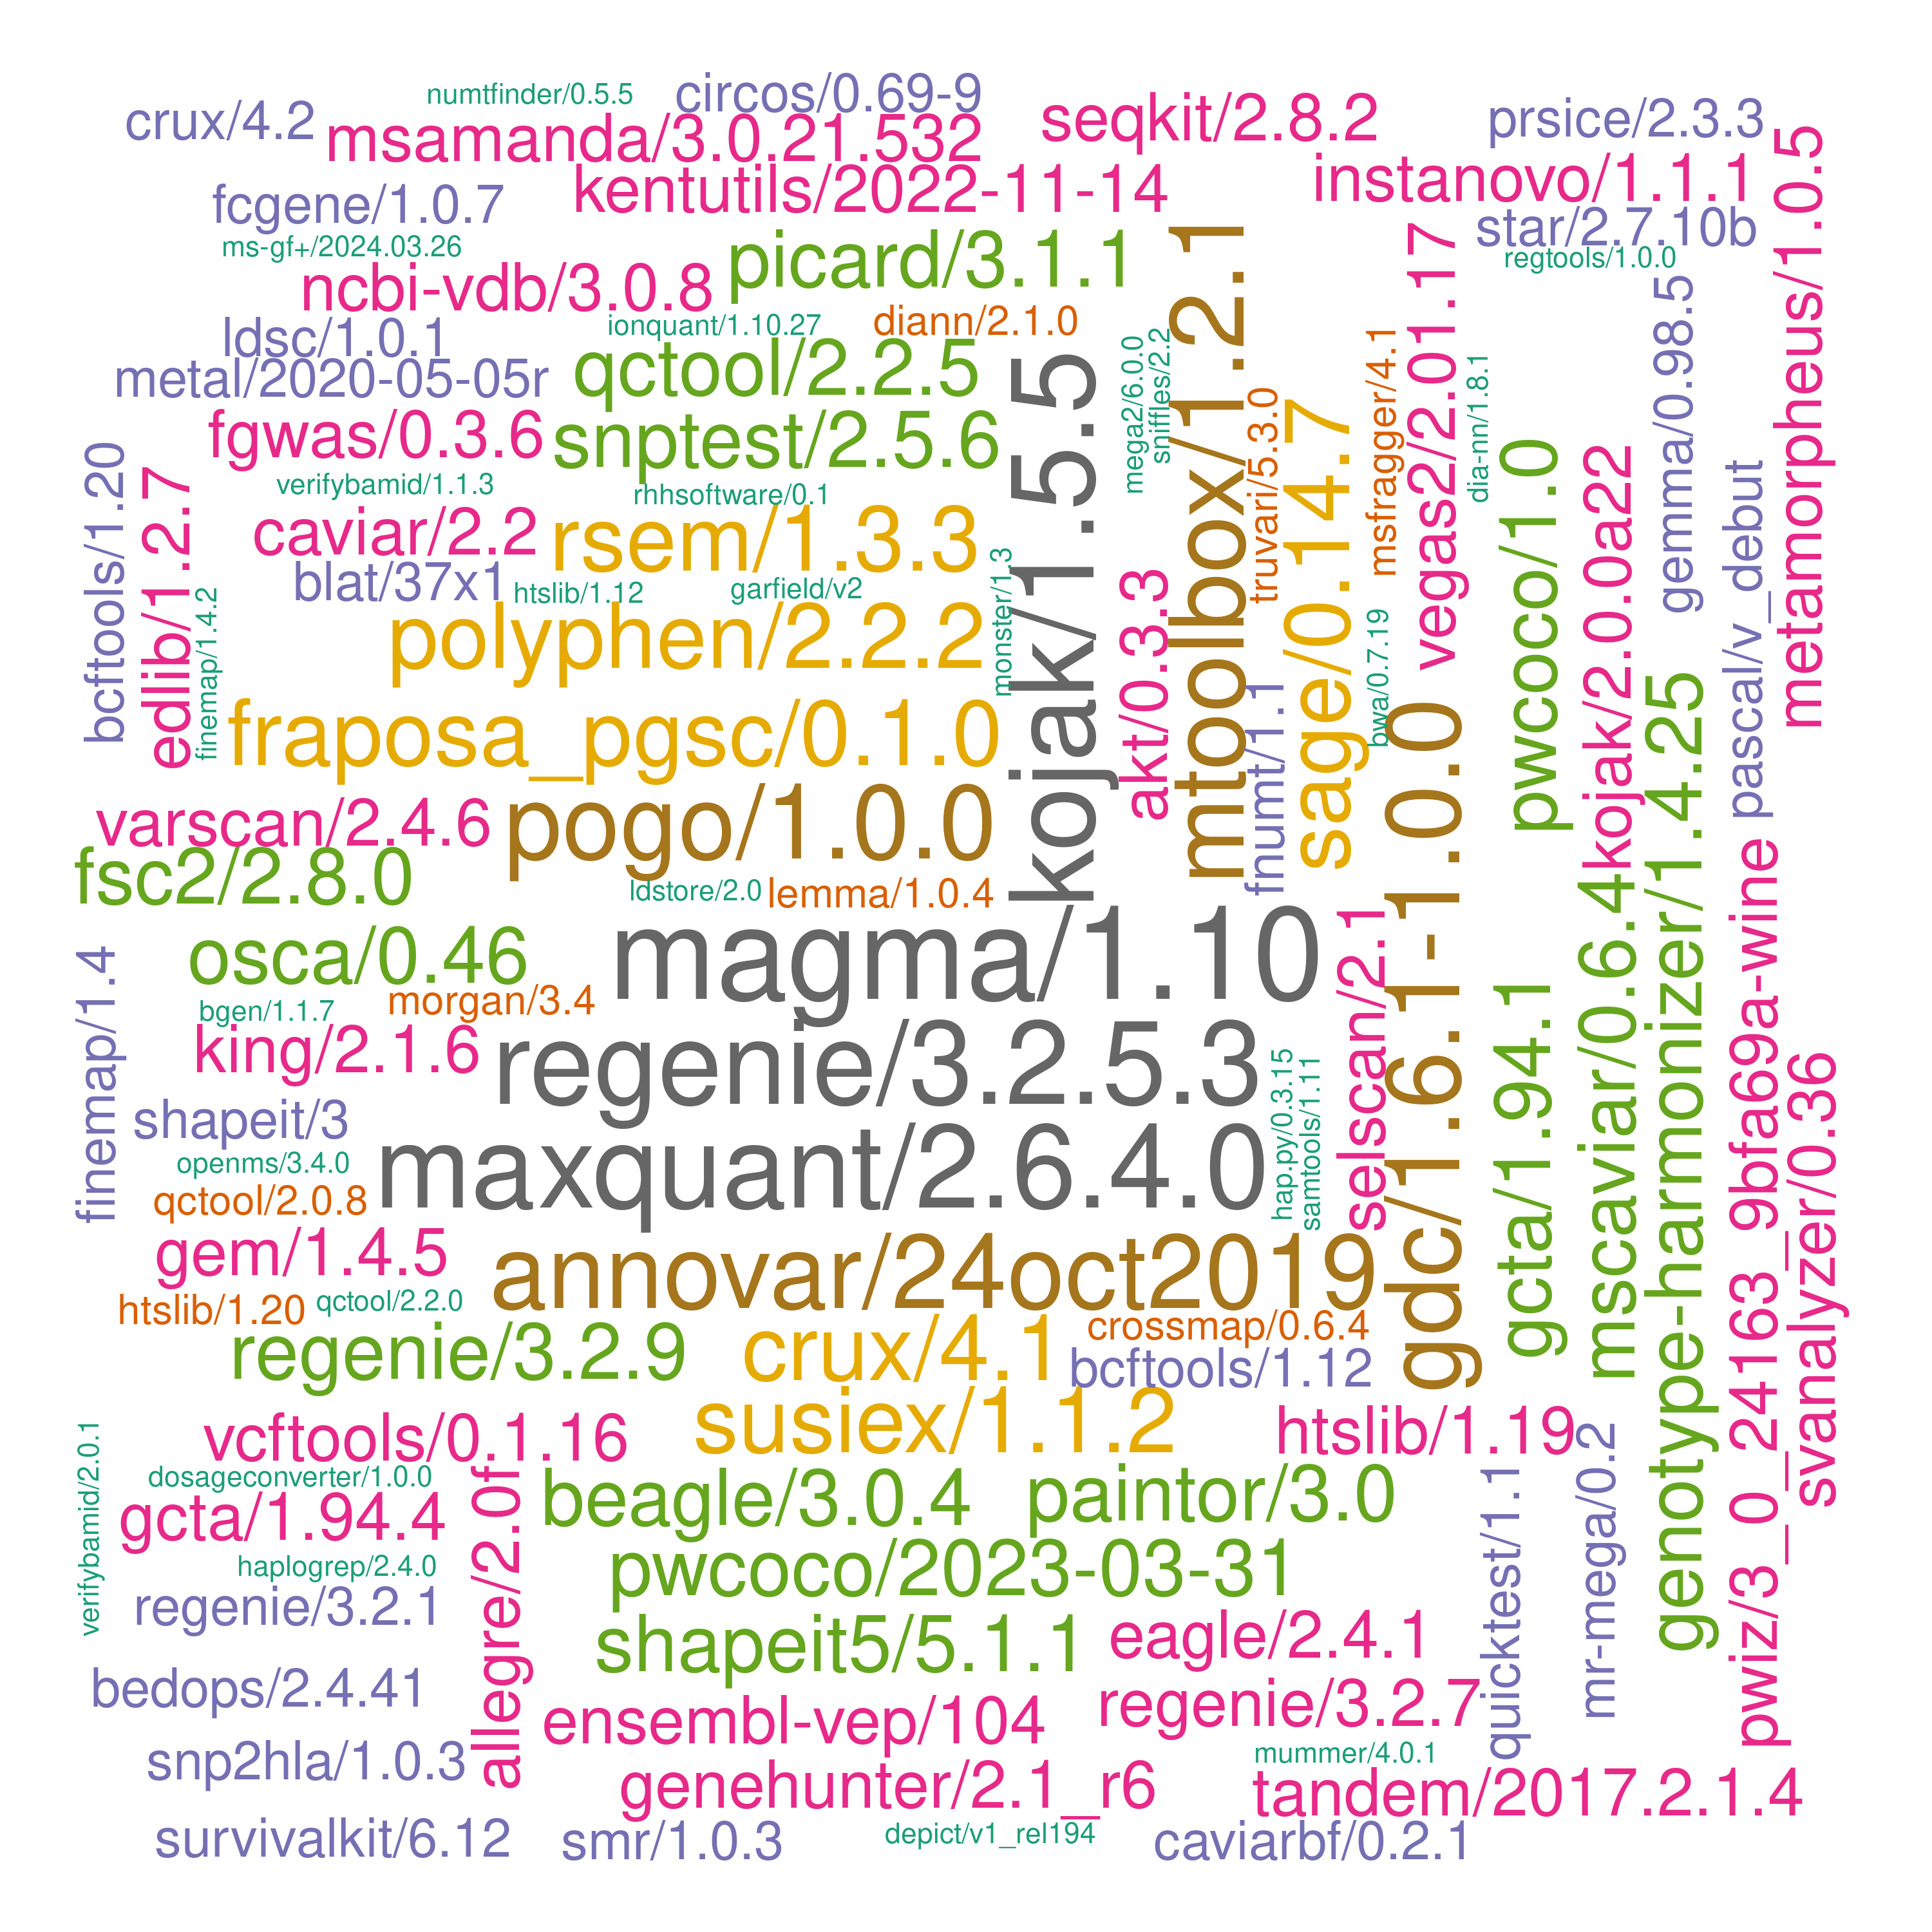 numtfinder/0.5.5
circos/0.69-9
crux/4.2
msamanda/3.0.21.532
seqkit/2.8.2
prsice/2.3.3
kentutils/2022-11-14
instanovo/1.1.1
fcgene/1.0.7
star/2.7.10b
ms-gf+/2024.03.26
picard/3.1.1
regtools/1.0.0
ncbi-vdb/3.0.8
ldsc/1.0.1
ionquant/1.10.27
diann/2.1.0
metal/2020-05-05r
qctool/2.2.5
fgwas/0.3.6
snptest/2.5.6
verifybamid/1.1.3
rhhsoftware/0.1
caviar/2.2
rsem/1.3.3
blat/37x1
htslib/1.12
garfield/v2
polyphen/2.2.2
fraposa_pgsc/0.1.0
bcftools/1.20
edlib/1.2.7
finemap/1.4.2
monster/1.3
kojak/1.5.5
mega2/6.0.0
sniffles/2.2
akt/0.3.3
mtoolbox/1.2.1
truvari/5.3.0
fnumt/1.1
sage/0.14.7
msfragger/4.1
bwa/0.7.19
vegas2/2.01.17
dia-nn/1.8.1
pwcoco/1.0
kojak/2.0.0a22
gemma/0.98.5
pascal/v_debut
metamorpheus/1.0.5
varscan/2.4.6
pogo/1.0.0
fsc2/2.8.0
ldstore/2.0
lemma/1.0.4
osca/0.46
magma/1.10
bgen/1.1.7
morgan/3.4
king/2.1.6
regenie/3.2.5.3
finemap/1.4
shapeit/3
openms/3.4.0
maxquant/2.6.4.0
qctool/2.0.8
hap.py/0.3.15
samtools/1.11
selscan/2.1
gdc/1.6.1-1.0.0
gcta/1.94.1
mscaviar/0.6.4
genotype-harmonizer/1.4.25
pwiz/3_0_24163_9bfa69a-wine
svanalyzer/0.36
gem/1.4.5
annovar/24oct2019
htslib/1.20
qctool/2.2.0
regenie/3.2.9
crux/4.1
crossmap/0.6.4
bcftools/1.12
susiex/1.1.2
vcftools/0.1.16
htslib/1.19
verifybamid/2.0.1
dosageconverter/1.0.0
gcta/1.94.4
allegre/2.0f
beagle/3.0.4
paintor/3.0
haplogrep/2.4.0
pwcoco/2023-03-31
quicktest/1.1
mr-mega/0.2
regenie/3.2.1
shapeit5/5.1.1
eagle/2.4.1
bedops/2.4.41
ensembl-vep/104
regenie/3.2.7
snp2hla/1.0.3
mummer/4.0.1
genehunter/2.1_r6
tandem/2017.2.1.4
survivalkit/6.12
smr/1.0.3
depict/v1_rel194
caviarbf/0.2.1